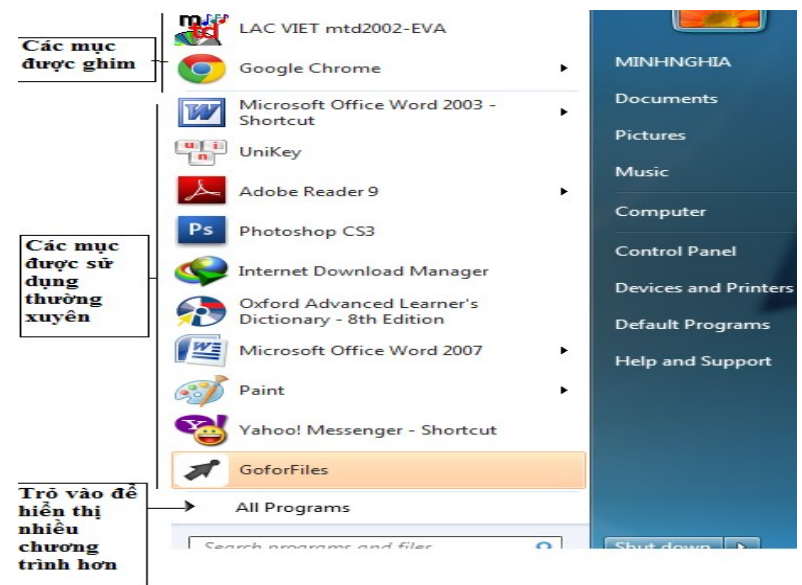 Các mục
được ghim
Các mục
được sử
dụng
thường
xuyên
Trỏ vào để
hiển thị
nhiều
chương
trình hơn
mtd
LAC VIET mtd2002-EVA
Google Chrome
Microsoft Office Word 2003 -
Shortcut
UniKey
Adobe Reader 9
Ps
Photoshop CS3
Internet Download Manager
Oxford Advanced Learner's
Dictionary - 8th Edition
Microsoft Office Word 2007
Paint
Yahoo! Messenger - Shortcut
GoforFiles
All Programs
Search programs and files
MINHNGHIA
Documents
Pictures
Music
Computer
Control Panel
Devices and Printers
Default Programs
Help and Support
Shut down